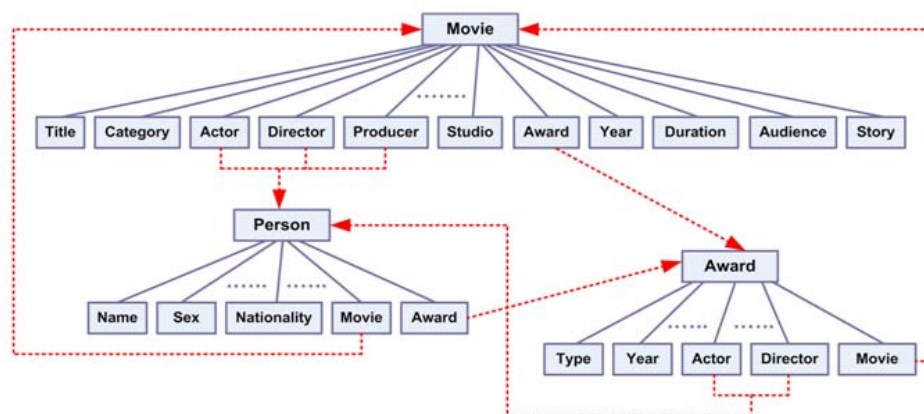 Movie
Title Category Actor Director Producer Studio Award Year Duration Audience Story
Person
Award
Name Sex Nationality Movie Award
Type Year Actor Director Movie